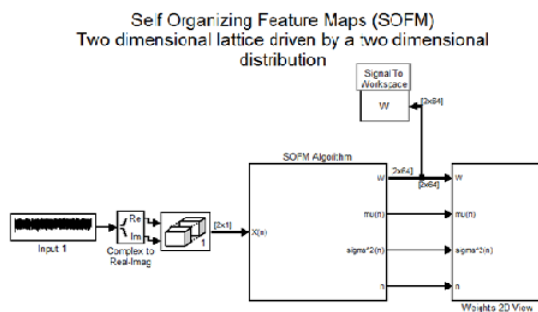 Self Organizing Feature Maps (SOFM)
Two dimensional lattice driven by a two dimensional
distribution
Signal To
Workspace
W
[2x64]
SOFM Algorithm
W
2x64]
[2x64]
W
Re
Im
1
[2x1]
X(n)
mu(n)
mu(n)
Input 1
Complex to
Real-Imag
sigma^2(n)
sigma^2(n)
n
n
Weights 2D View